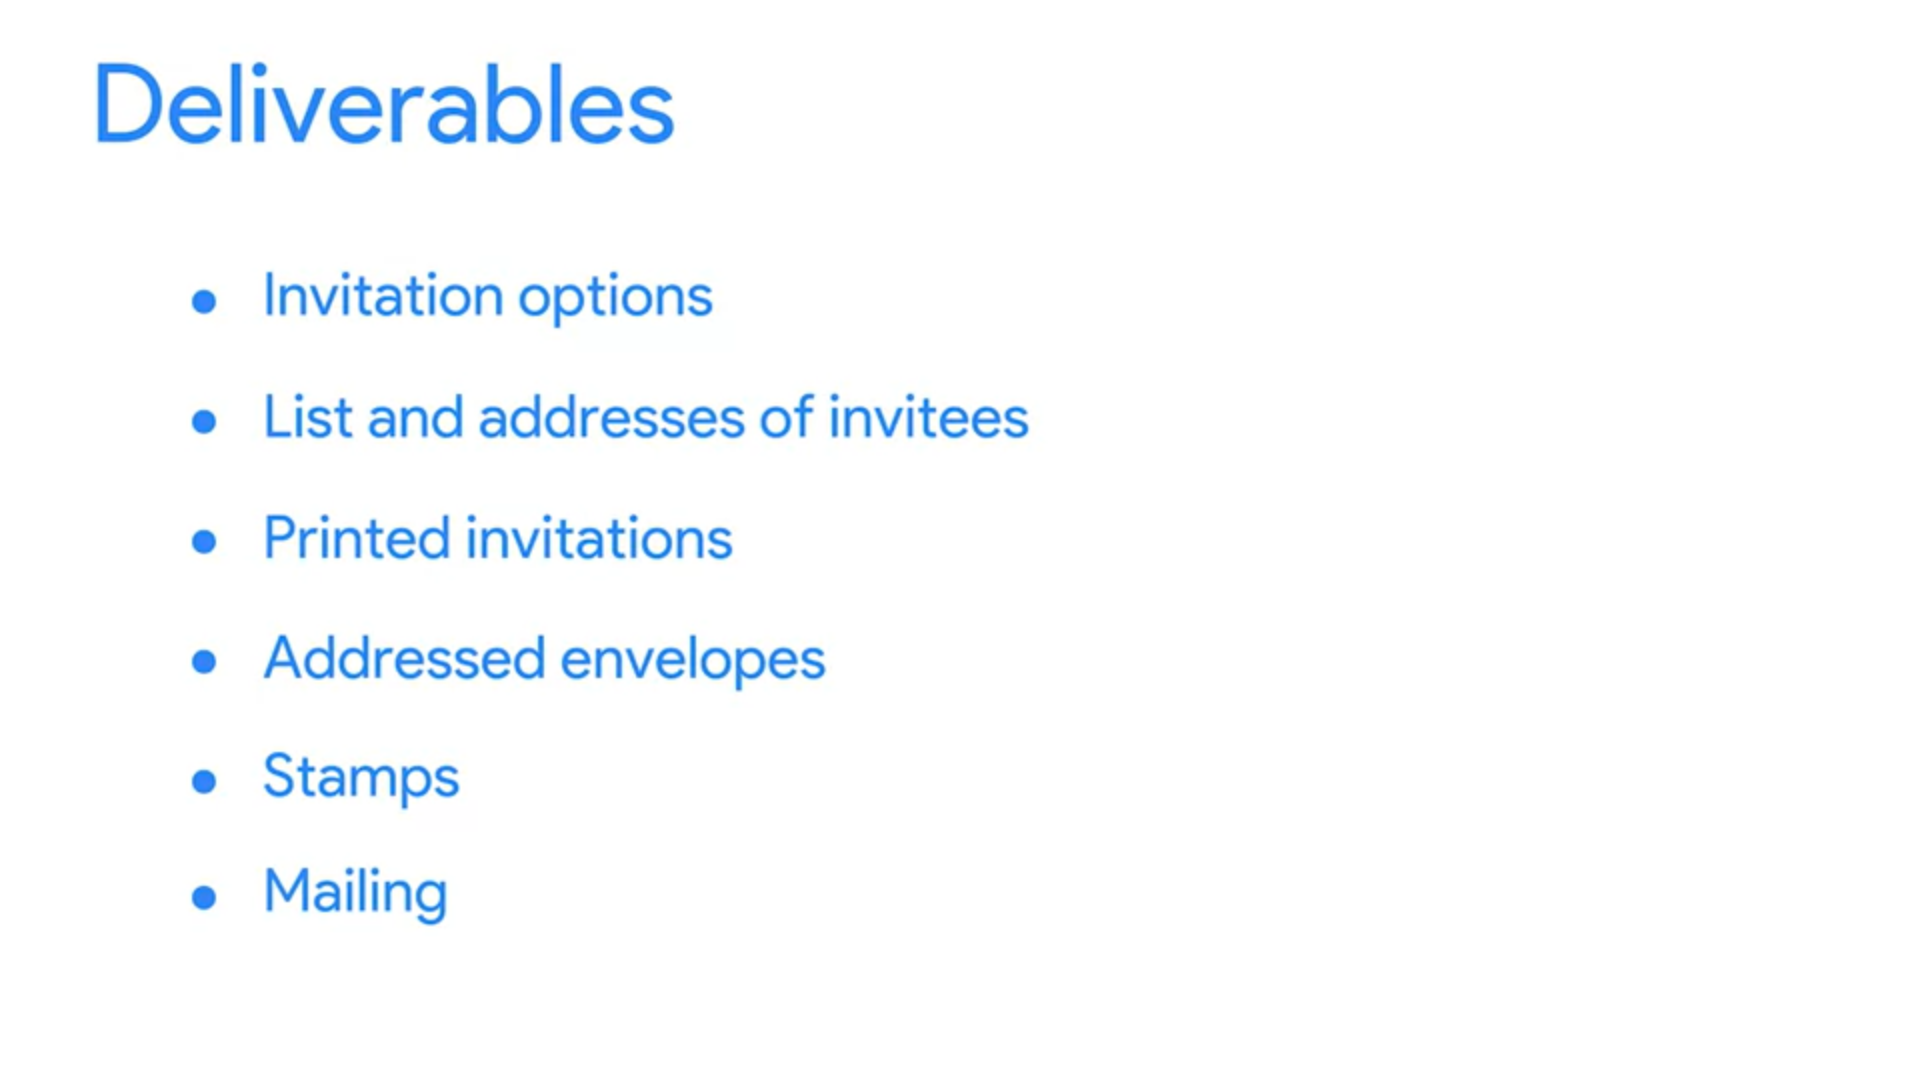 Deliverables
• Invitation options
• List and addresses of invitees
• Printed invitations
• Addressed envelopes
• Stamps
• Mailing